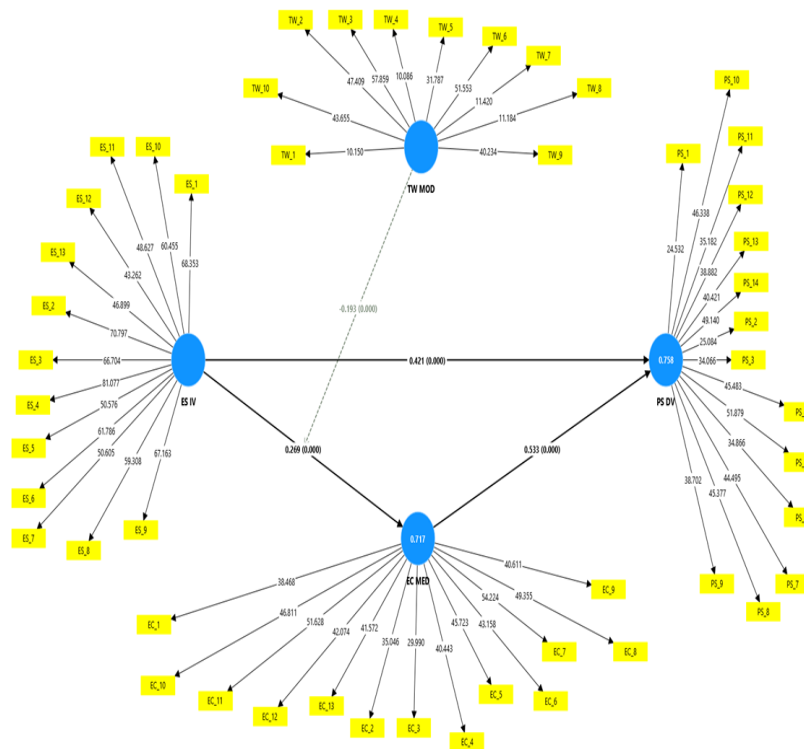 TW_2
TW_3
TW_4
TW_5
TW_6
TW_7
TW_8
TW_9
TW_10
TW_1
47.409
57.859
10.086
31.787
51.553
11.420
11.184
43.655
10.150
40.234
TW MOD
ES_11
ES_10
ES_1
ES_12
ES_13
ES_2
ES_3
ES_4
ES_5
ES_6
ES_7
ES_8
ES_9
48.627
60.455
68.353
43.262
46.899
70.797
66.704
81.077
50.576
61.786
50.605
59.308
67.163
ES IV
-0.193 (0.000)
0.421 (0.000)
0.269 (0.000)
0.533 (0.000)
PS_10
PS_11
PS_1
PS_12
PS_13
PS_14
PS_2
PS_3
PS_
PS_
PS_
PS_7
PS_8
PS_9
24.532
46.338
35.182
38.882
40.421
49.140
25.084
34.066
45.483
51.879
34.866
44.495
45.377
38.702
0.758
PS DV
0.717
EC MED
EC_1
EC_10
EC_11
EC_12
EC_13
EC_2
EC_3
EC_4
EC_5
EC_6
EC_7
EC_8
EC_9
38.468
46.811
51.628
42.074
41.572
35.046
29.990
40.443
45.723
43.158
54.224
49.355
40.611